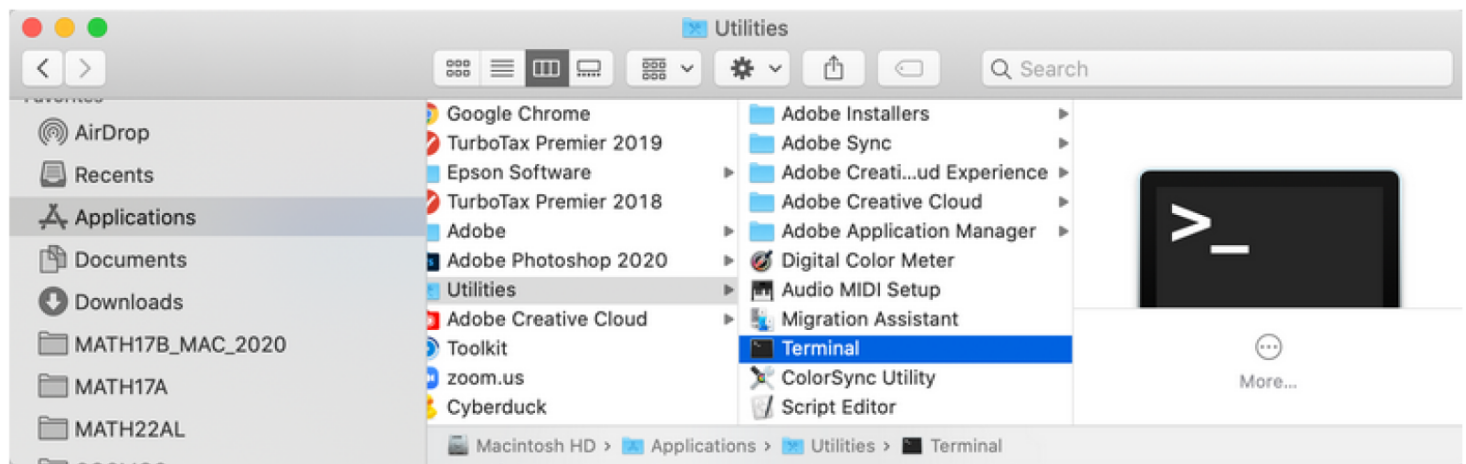 Utilities
Search
Favorites
AirDrop
Recents
Applications
Documents
Downloads
MATH17B_MAC_2020
MATH17A
MATH22AL
Google Chrome
TurboTax Premier 2019
Epson Software
TurboTax Premier 2018
Adobe
Adobe Photoshop 2020
Utilities
Adobe Creative Cloud
Toolkit
zoom.us
Cyberduck
Adobe Installers
Adobe Sync
Adobe Creati...ud Experience
Adobe Creative Cloud
Adobe Application Manager
Digital Color Meter
Audio MIDI Setup
Migration Assistant
Terminal
ColorSync Utility
Script Editor
>_
More...
Macintosh HD > Applications > Utilities > Terminal